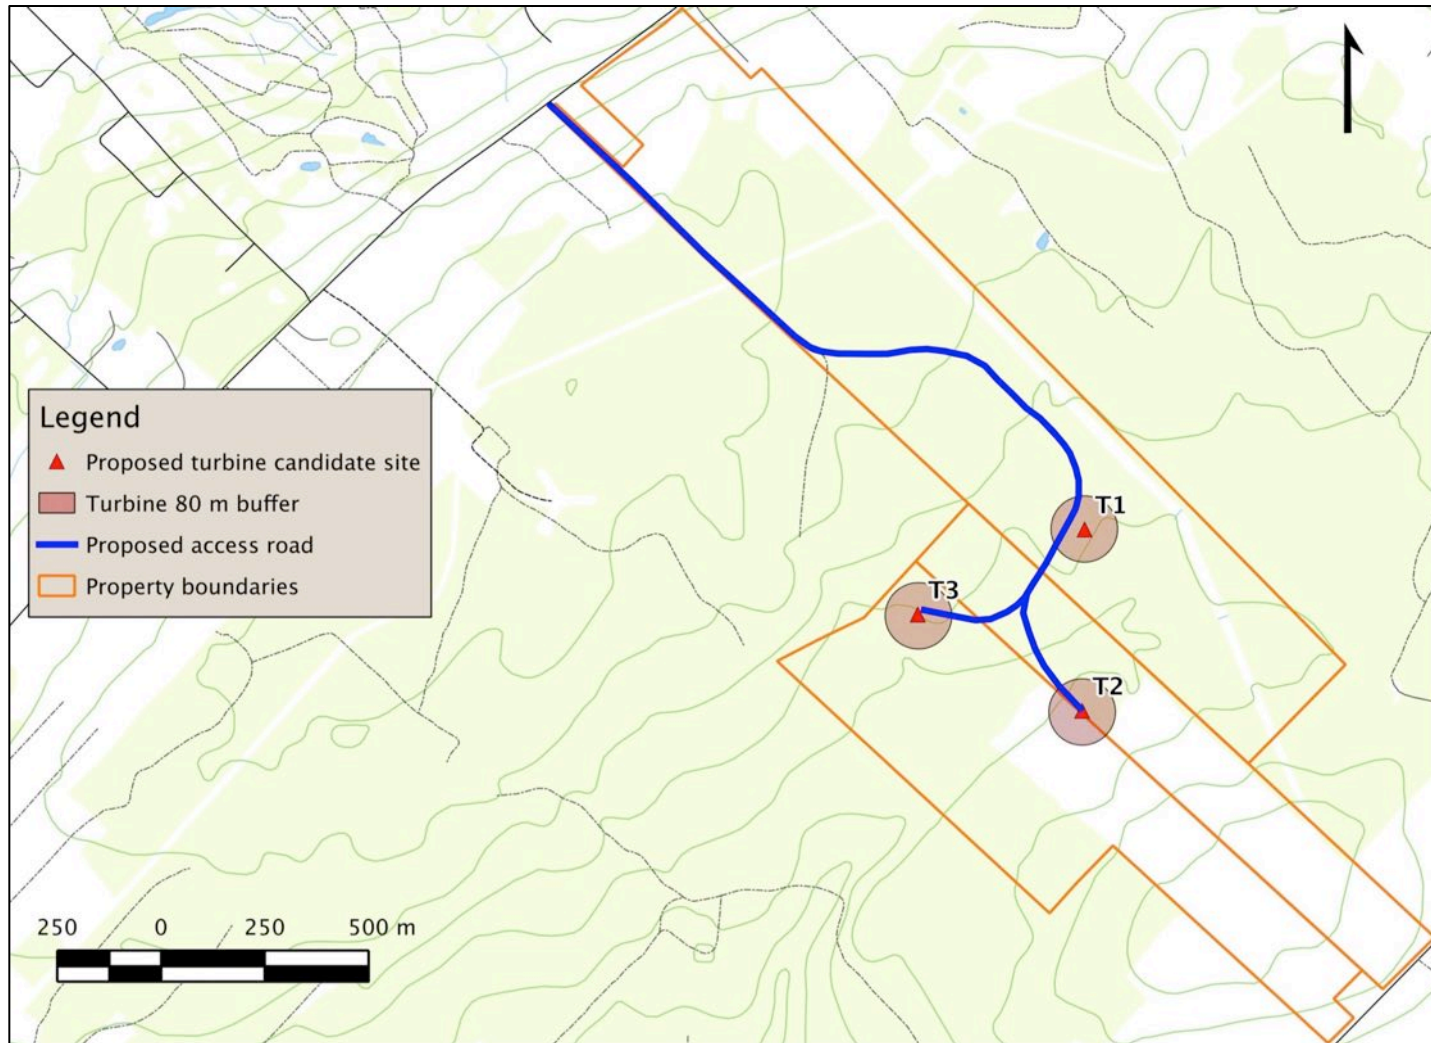 T1
T3
T2
Legend
Proposed turbine candidate site
Turbine 80 m buffer
Proposed access road
Property boundaries
250 0 250 500 m